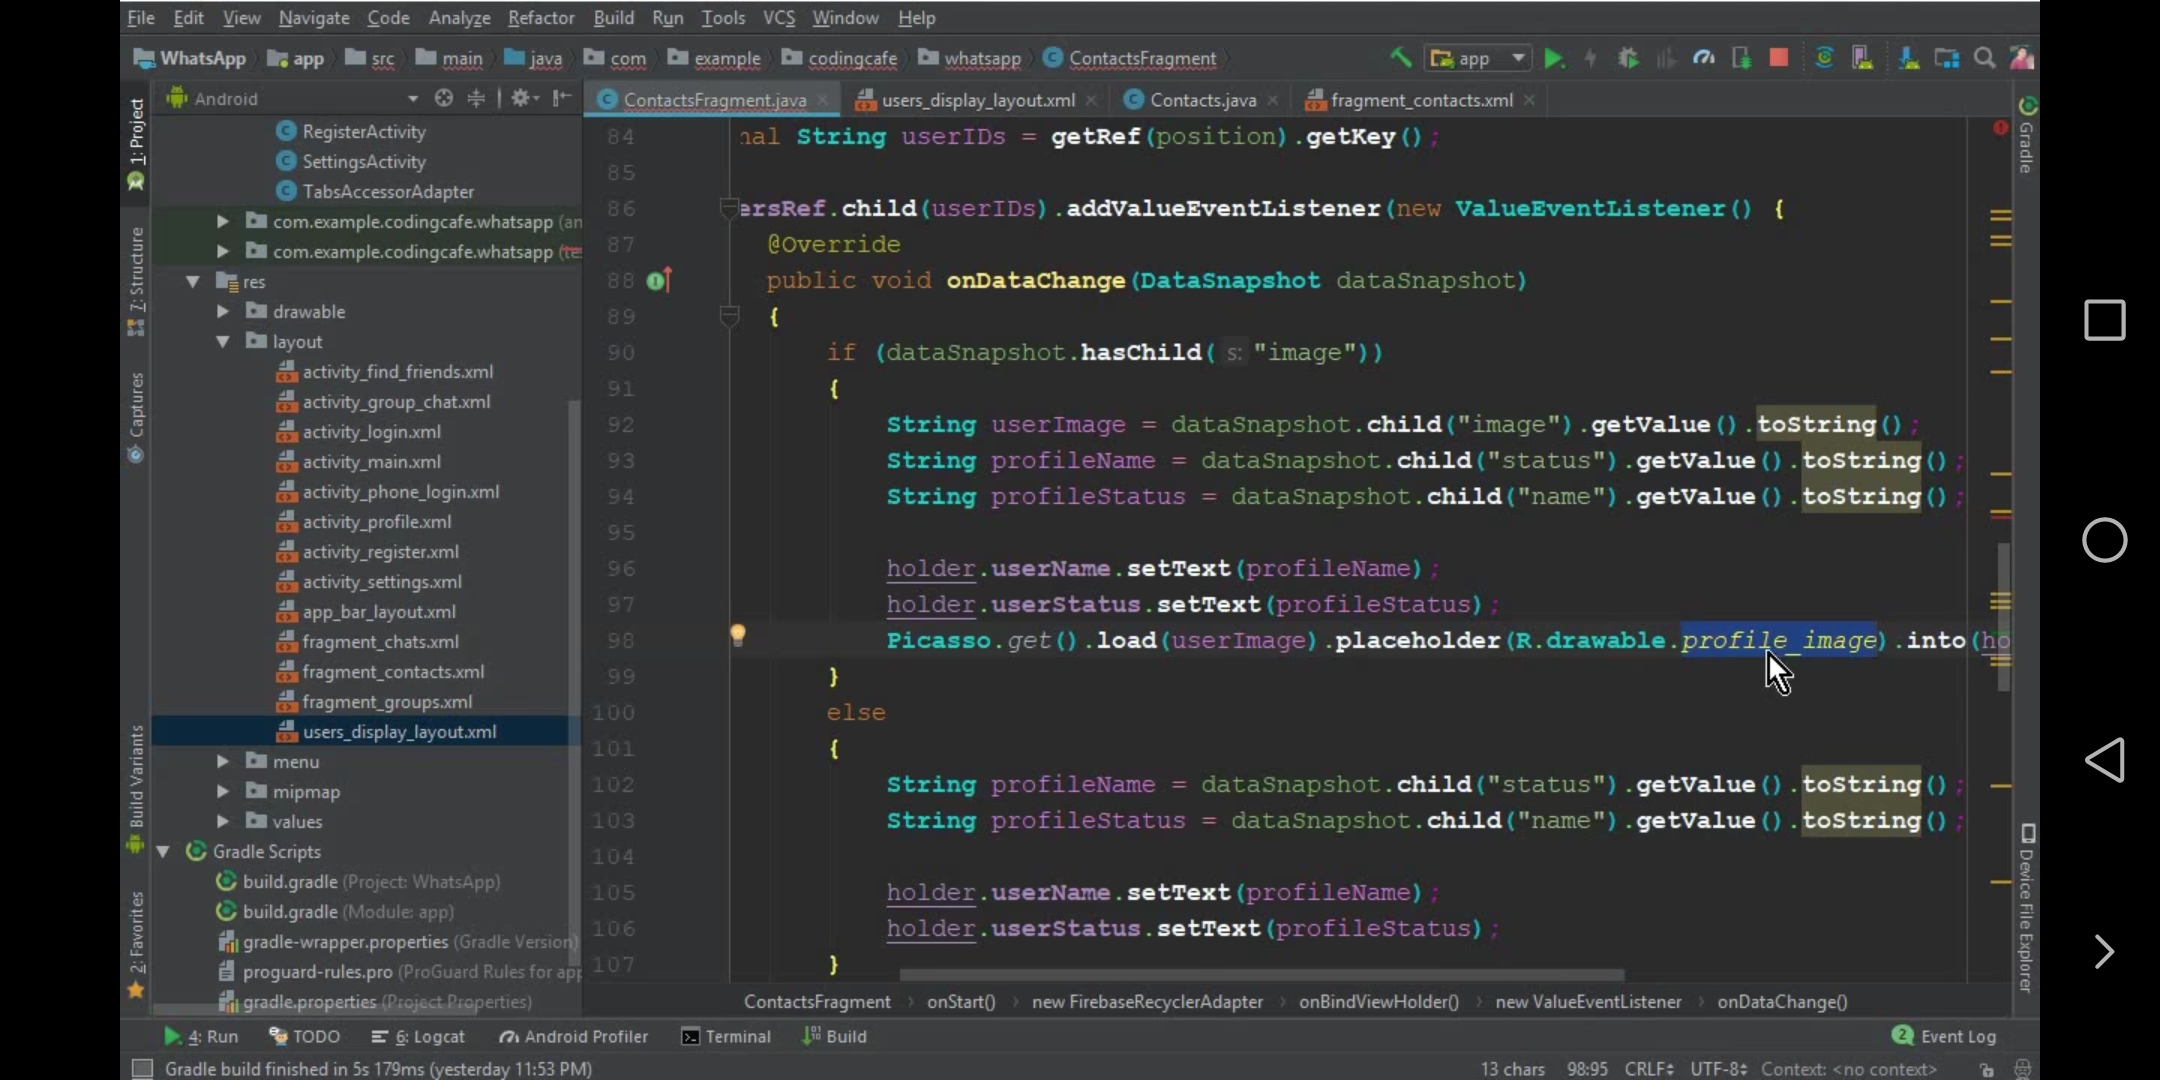 File Edit View Navigate Code Analyze Refactor Build Run Tools VCS Window Help
WhatsApp app src main java com example codingcafe whatsapp ContactsFragment app
Android
ContactsFragment.java users_display_layout.xml Contacts.java fragment_contacts.xml
1: Project
7: Structure
Captures
Build Variants
2: Favorites
RegisterActivity
SettingsActivity
TabsAccessorAdapter
com.example.codingcafe.whatsapp (an
com.example.codingcafe.whatsapp (te
res
drawable
layout
activity_find_friends.xml
activity_group_chat.xml
activity_login.xml
activity_main.xml
activity_phone_login.xml
activity_profile.xml
activity_register.xml
activity_settings.xml
app_bar_layout.xml
fragment_chats.xml
fragment_contacts.xml
fragment_groups.xml
users_display_layout.xml
menu
mipmap
values
Gradle Scripts
build.gradle (Project: WhatsApp)
build.gradle (Module: app)
gradle-wrapper.properties (Gradle Version)
proguard-rules.pro (ProGuard Rules for app
gradle.properties (Project Properties)
84 nal String userIDs = getRef(position).getKey();
85
86 ersRef.child(userIDs).addValueEventListener(new ValueEventListener() {
87 @Override
88 public void onDataChange(DataSnapshot dataSnapshot)
89 {
90 if (dataSnapshot.hasChild( s: "image"))
91 {
92 String userImage = dataSnapshot.child("image").getValue().toString();
93 String profileName = dataSnapshot.child("status").getValue().toString();
94 String profileStatus = dataSnapshot.child("name").getValue().toString();
95
96 holder.userName.setText(profileName);
97 holder.userStatus.setText(profileStatus);
98 Picasso.get().load(userImage).placeholder(R.drawable.profile_image).into(ho
99 }
100 else
101 {
102 String profileName = dataSnapshot.child("status").getValue().toString();
103 String profileStatus = dataSnapshot.child("name").getValue().toString();
104
105 holder.userName.setText(profileName);
106 holder.userStatus.setText(profileStatus);
107 }
Gradle
Device File Explorer
ContactsFragment onStart() new FirebaseRecyclerAdapter onBindViewHolder() new ValueEventListener onDataChange()
4: Run TODO 6: Logcat Android Profiler Terminal Build 2 Event Log
Gradle build finished in 5s 179ms (yesterday 11:53 PM) 13 chars 98:95 CRLF UTF-8 Context: <no context>